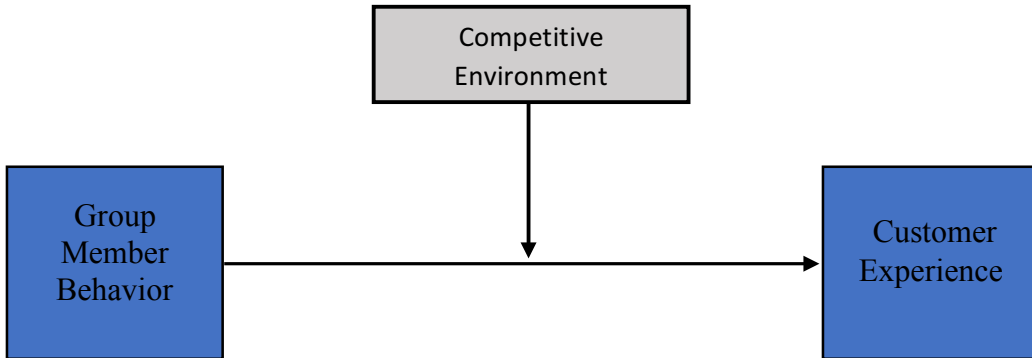 Competitive
Environment
Group
Member
Behavior
Customer
Experience